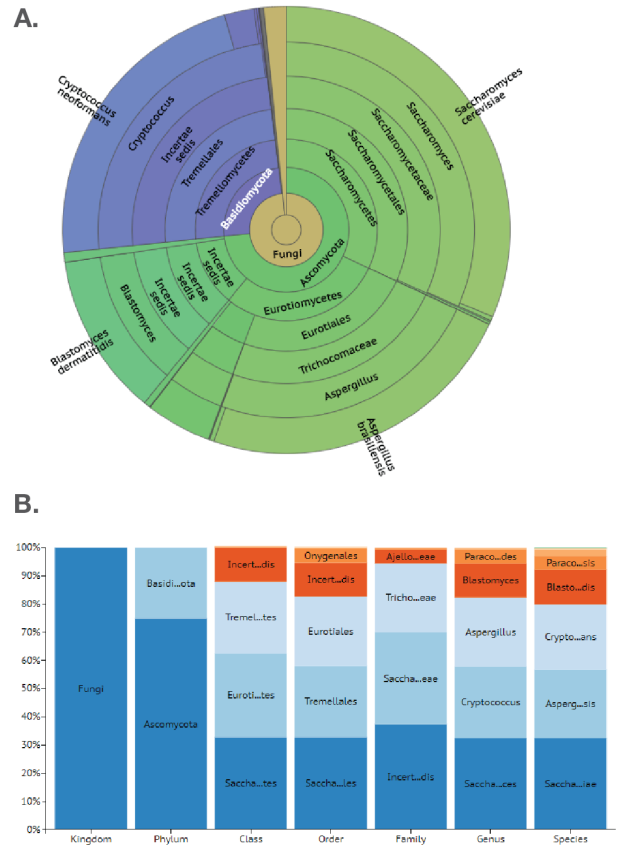 A.
Cryptococcus
neoformans
Cryptococcus
Incertae
sedis
Tremellales
Tremellomycetes
Basidiomycota
Saccharomyces
cerevisiae
Saccharomyces
Saccharomycetaceae
Saccharomycetales
Saccharomycetes
Ascomycota
Fungi
Incertae
sedis
Incertae
sedis
Incertae
sedis
Blastomyces
Blastomyces
dermatitidis
Eurotiomycetes
Eurotiales
Trichocomaceae
Aspergillus
Aspergillus
brasiliensis
B.
100%
90%
80%
70%
60%
50%
40%
30%
20%
10%
0%
Fungi
Basidi...ota
Ascomycota
Incert...dis
Tremel...tes
Euroti...tes
Saccha...tes
Onygenales
Incert...dis
Eurotiales
Tremellales
Saccha...les
Ajello...eae
Tricho...eae
Saccha...eae
Incert...dis
Paraco...des
Blastomyces
Aspergillus
Cryptococcus
Saccha...ces
Paraco...sis
Blasto...dis
Crypto...ans
Asperg...sis
Saccha...iae
Kingdom Phylum Class Order Family Genus Species